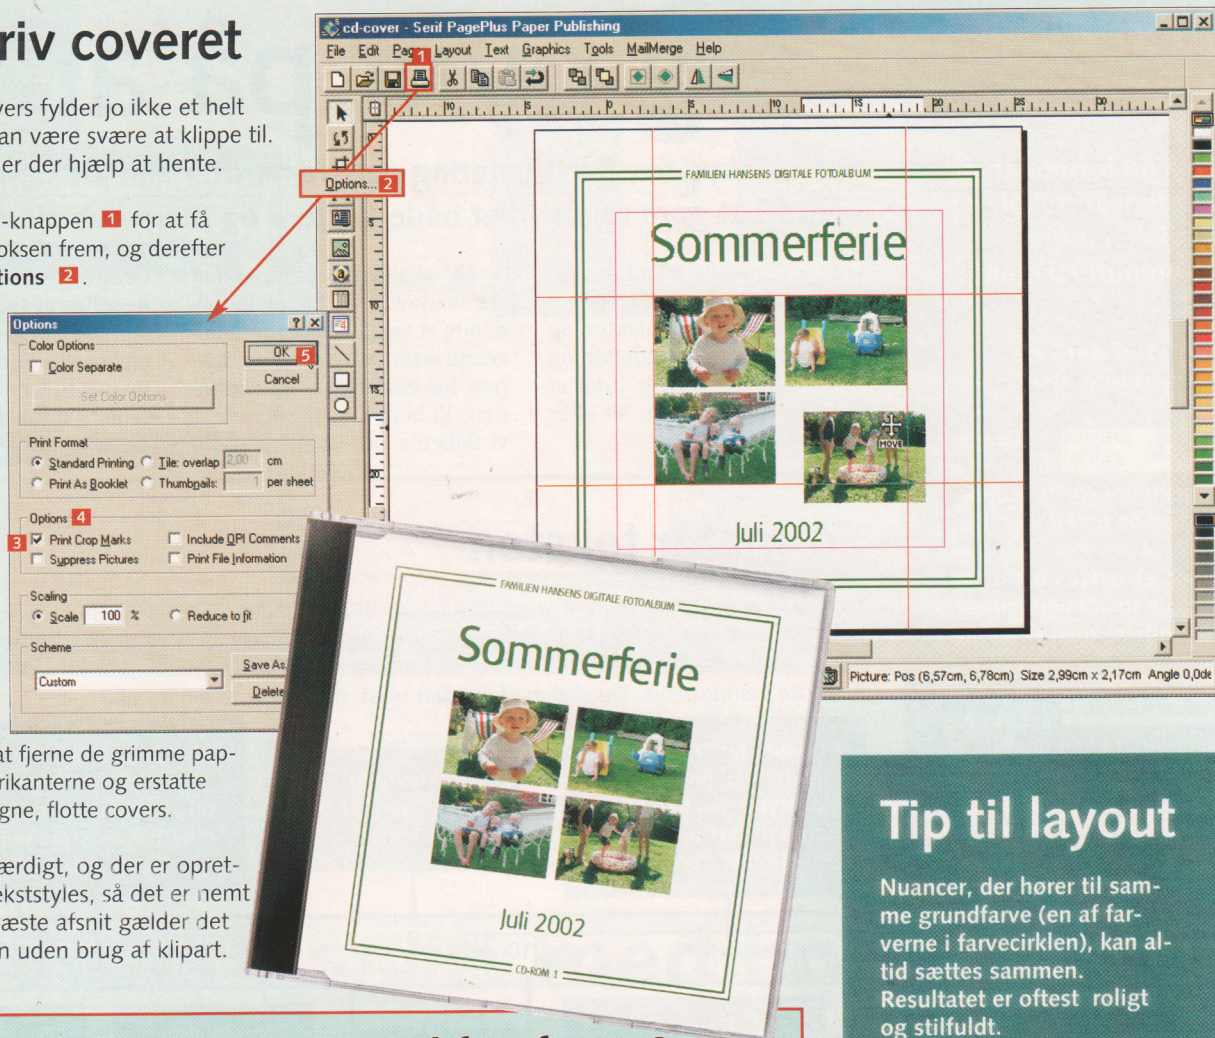 riv coveret
vers fylder jo ikke et helt
an være svære at klippe til.
er der hjælp at hente.
-knappen 1 for at få
oksen frem, og derefter
tions 2.
cd-cover - Serif PagePlus Paper Publishing
File Edit Page Layout Text Graphics Tools MailMerge Help
1
Options... 2
FAMILIEN HANSENS DIGITALE FOTOALBUM
Sommerferie
MOVE
Juli 2002
Picture: Pos (6,57cm, 6,78cm) Size 2,99cm x 2,17cm Angle 0,0de
Options
Color Options
Color Separate
Set Color Options
OK 5
Cancel
Print Format
Standard Printing Tile: overlap 2,00 cm
Print As Booklet Thumbnails: 1 per sheet
Options 4
3 Print Crop Marks Include OPI Comments
Suppress Pictures Print File Information
Scaling
Scale 100 % Reduce to fit
Scheme
Custom
Save As
Delete
FAMILIEN HANSENS DIGITALE FOTOALBUM
Sommerferie
Juli 2002
CD-ROM 1
at fjerne de grimme pap-
rikanterne og erstatte
gne, flotte covers.
ærdigt, og der er opret-
ekststyles, så det er nemt
æste afsnit gælder det
n uden brug af klipart.
Tip til layout
Nuancer, der hører til sam-
me grundfarve (en af far-
verne i farvecirklen), kan al-
tid sættes sammen.
Resultatet er oftest roligt
og stilfuldt.